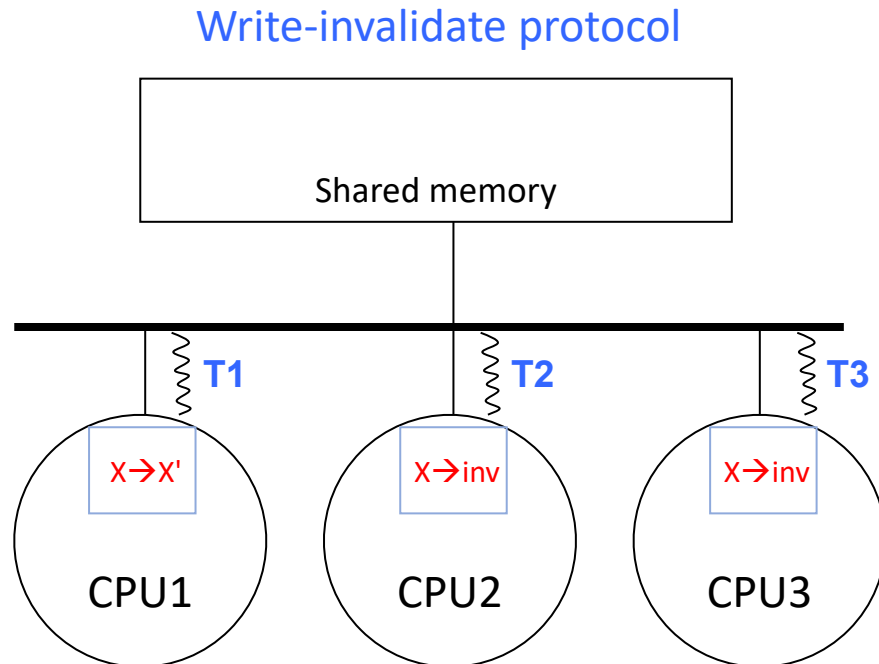 Write-invalidate protocol
Shared memory
T1
T2
T3
X→X'
X→inv
X→inv
CPU1
CPU2
CPU3